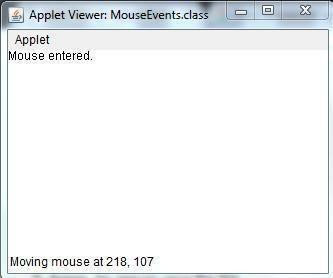 Applet Viewer: MouseEvents.class
Applet
Mouse entered.
Moving mouse at 218, 107